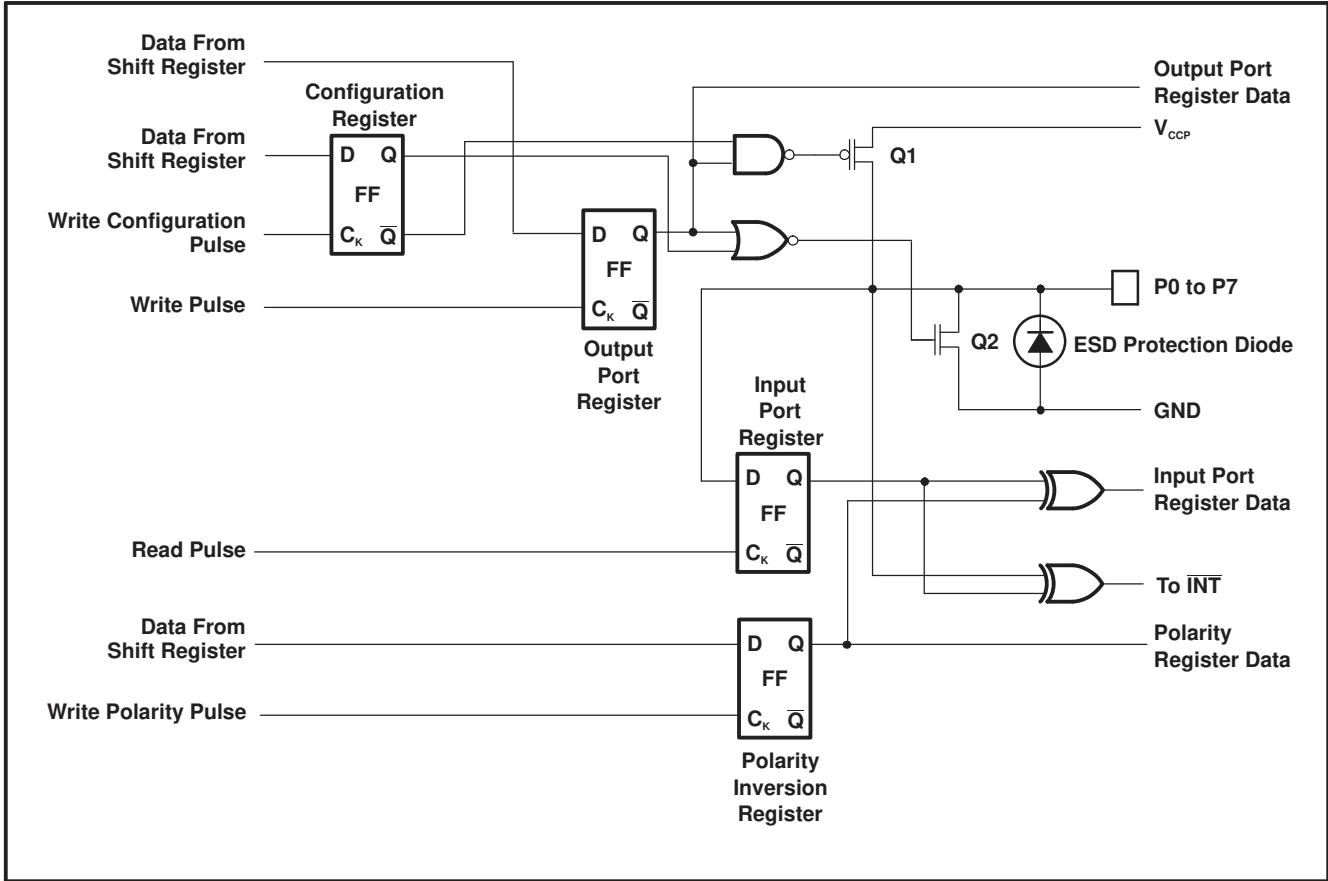 Data From
Shift Register
Configuration
Register
Data From
Shift Register
D Q
FF
CK Q̅
Write Configuration
Pulse
Write Pulse
D Q
FF
CK Q̅
Output
Port
Register
Output Port
Register Data
VCCP
Q1
P0 to P7
Q2
ESD Protection Diode
GND
Input
Port
Register
D Q
FF
CK Q̅
Read Pulse
Input Port
Register Data
To I̅N̅T̅
Data From
Shift Register
Write Polarity Pulse
D Q
FF
CK Q̅
Polarity
Inversion
Register
Polarity
Register Data